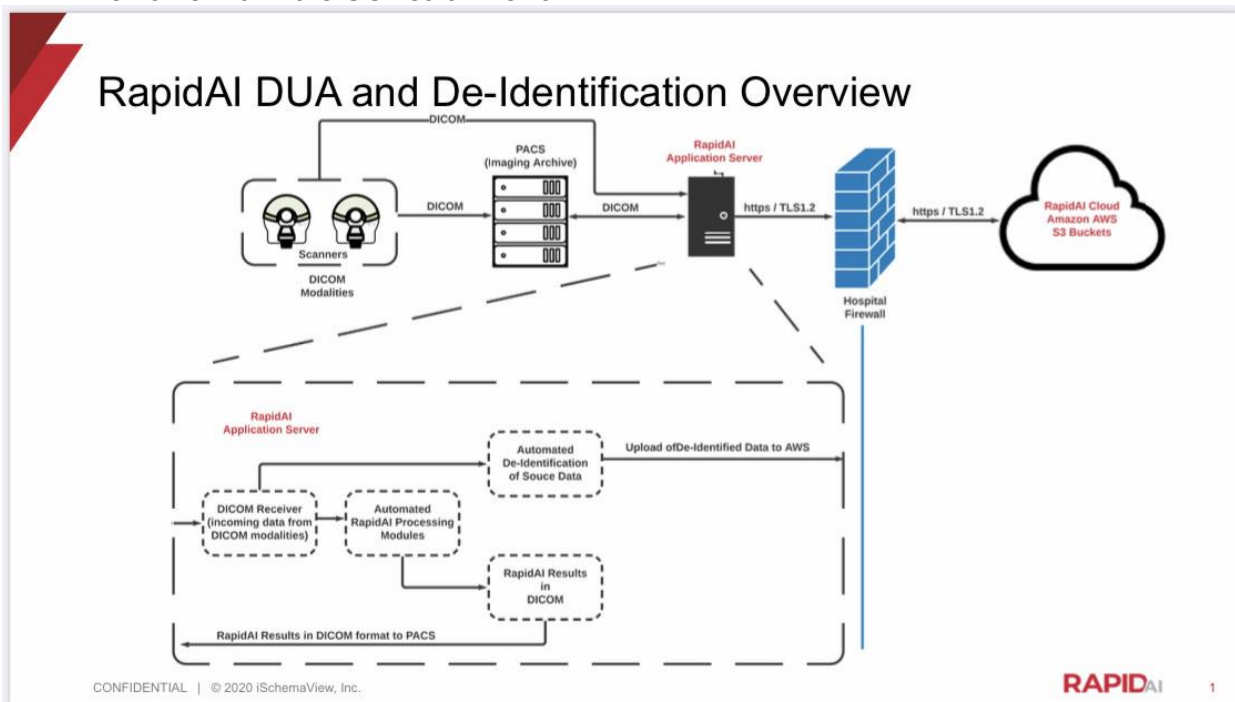 RapidAI DUA and De-Identification Overview
DICOM
PACS
(Imaging Archive)
RapidAI
Application Server
DICOM
DICOM
https / TLS1.2
https / TLS1.2
RapidAI Cloud
Amazon AWS
S3 Buckets
Scanners
DICOM
Modalities
Hospital
Firewall
RapidAI
Application Server
Automated
De-Identification
of Souce Data
Upload ofDe-Identified Data to AWS
DICOM Receiver
(incoming data from
DICOM modalities)
Automated
RapidAI Processing
Modules
RapidAI Results
in
DICOM
RapidAI Results in DICOM format to PACS
CONFIDENTIAL | © 2020 iSchemaView, Inc.
RAPIDAI
1